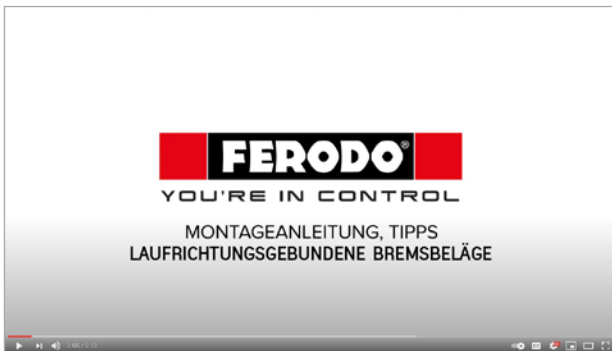 FERODO®
YOU'RE IN CONTROL
MONTAGEANLEITUNG, TIPPS
LAUFRICHTUNGSGEBUNDENE BREMSBELÄGE